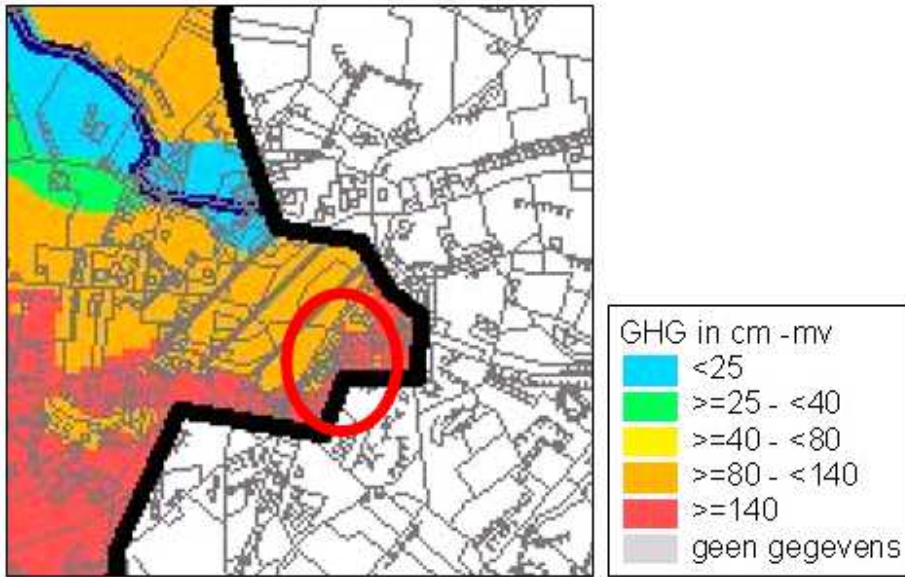 GHG in cm -mv
<25
>=25 - <40
>=40 - <80
>=80 - <140
>=140
geen gegevens